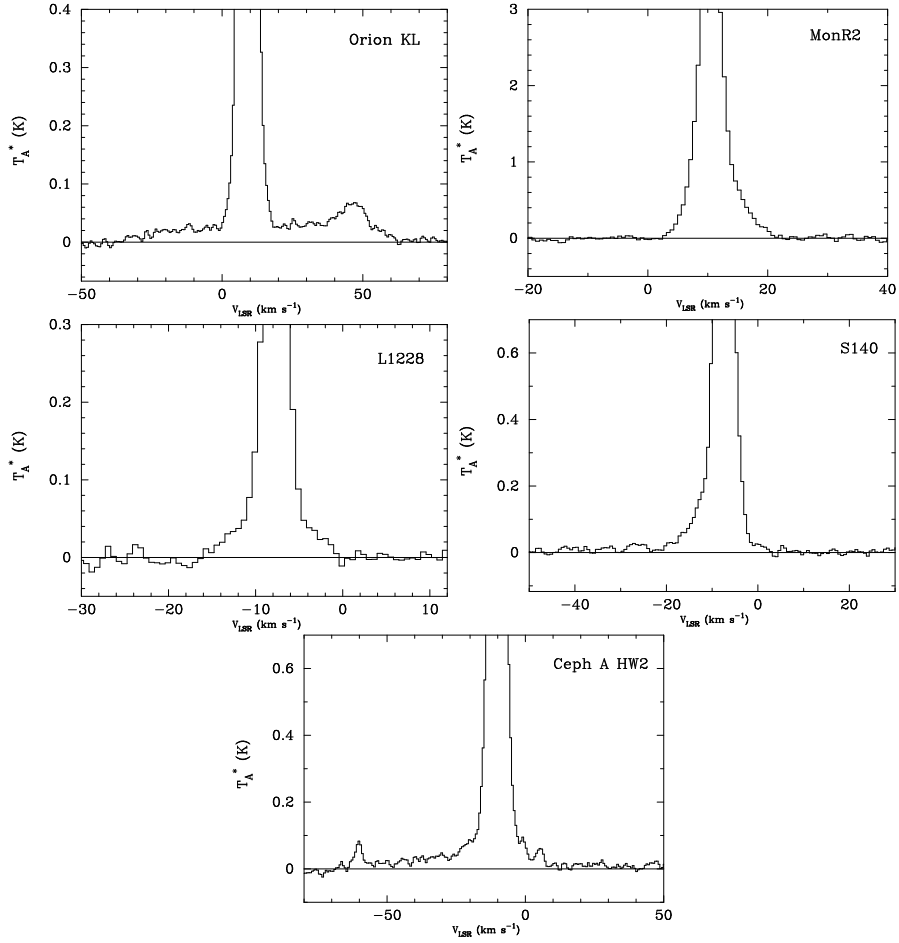 Orion KL
T_A^* (K)
0.4
0.3
0.2
0.1
0
−50
0
50
V_LSR (km s⁻¹)
MonR2
T_A^* (K)
3
2
1
0
−20
0
20
40
V_LSR (km s⁻¹)
L1228
T_A^* (K)
0.3
0.2
0.1
0
−30
−20
−10
0
10
V_LSR (km s⁻¹)
S140
T_A^* (K)
0.6
0.4
0.2
0
−40
−20
0
20
V_LSR (km s⁻¹)
Ceph A HW2
T_A^* (K)
0.6
0.4
0.2
0
−50
0
50
V_LSR (km s⁻¹)